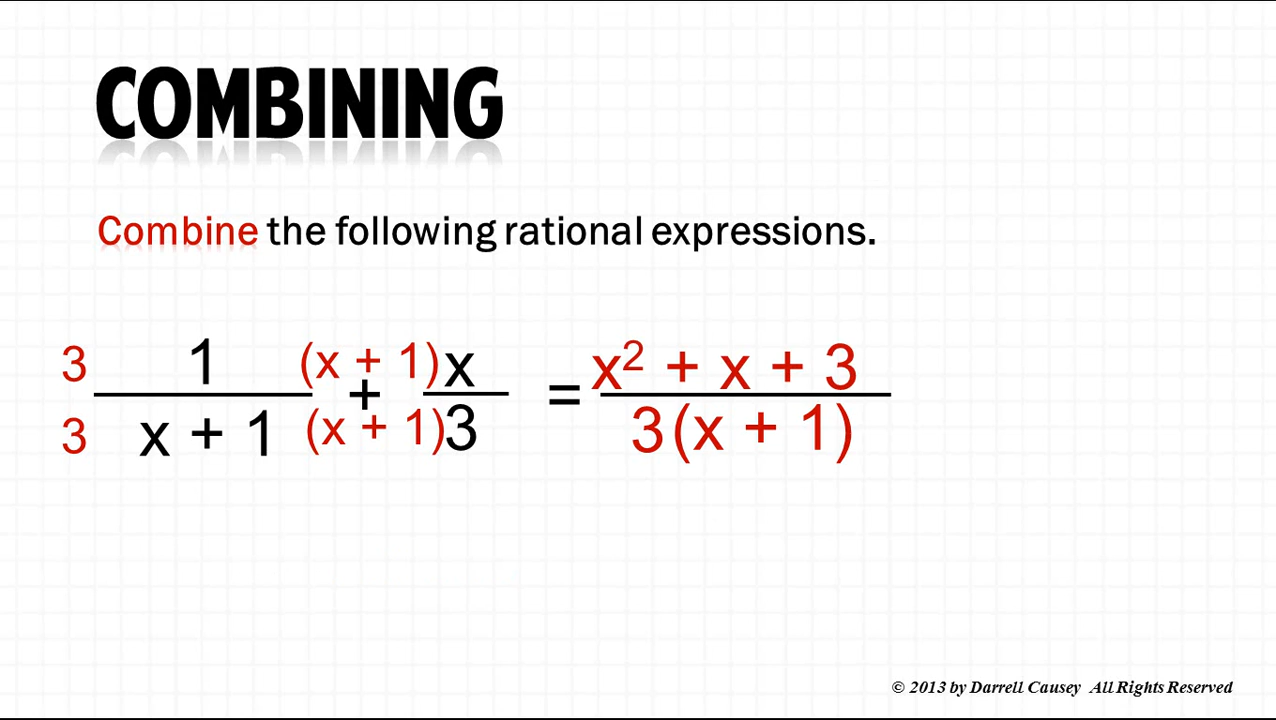 COMBINING
Combine the following rational expressions.
3 1 (x + 1)x x² + x + 3
+ =
3 x + 1 (x + 1)3 3(x + 1)
© 2013 by Darrell Causey All Rights Reserved